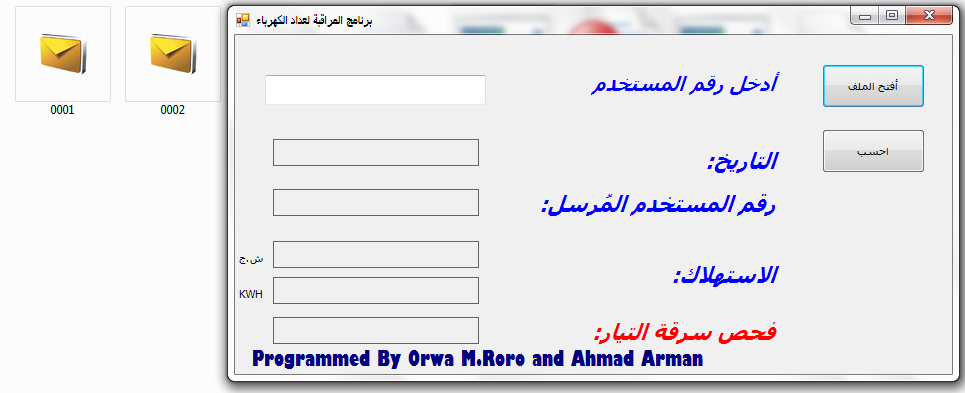 0001
0002
برنامج المراقبة لعداد الكهرباء
أدخل رقم المستخدم
أفتح الملف
احسب
التاريخ:
رقم المستخدم المُرسل:
ش.ج
الاستهلاك:
KWH
فحص سرقة التيار:
Programmed By Orwa M.Roro and Ahmad Arman